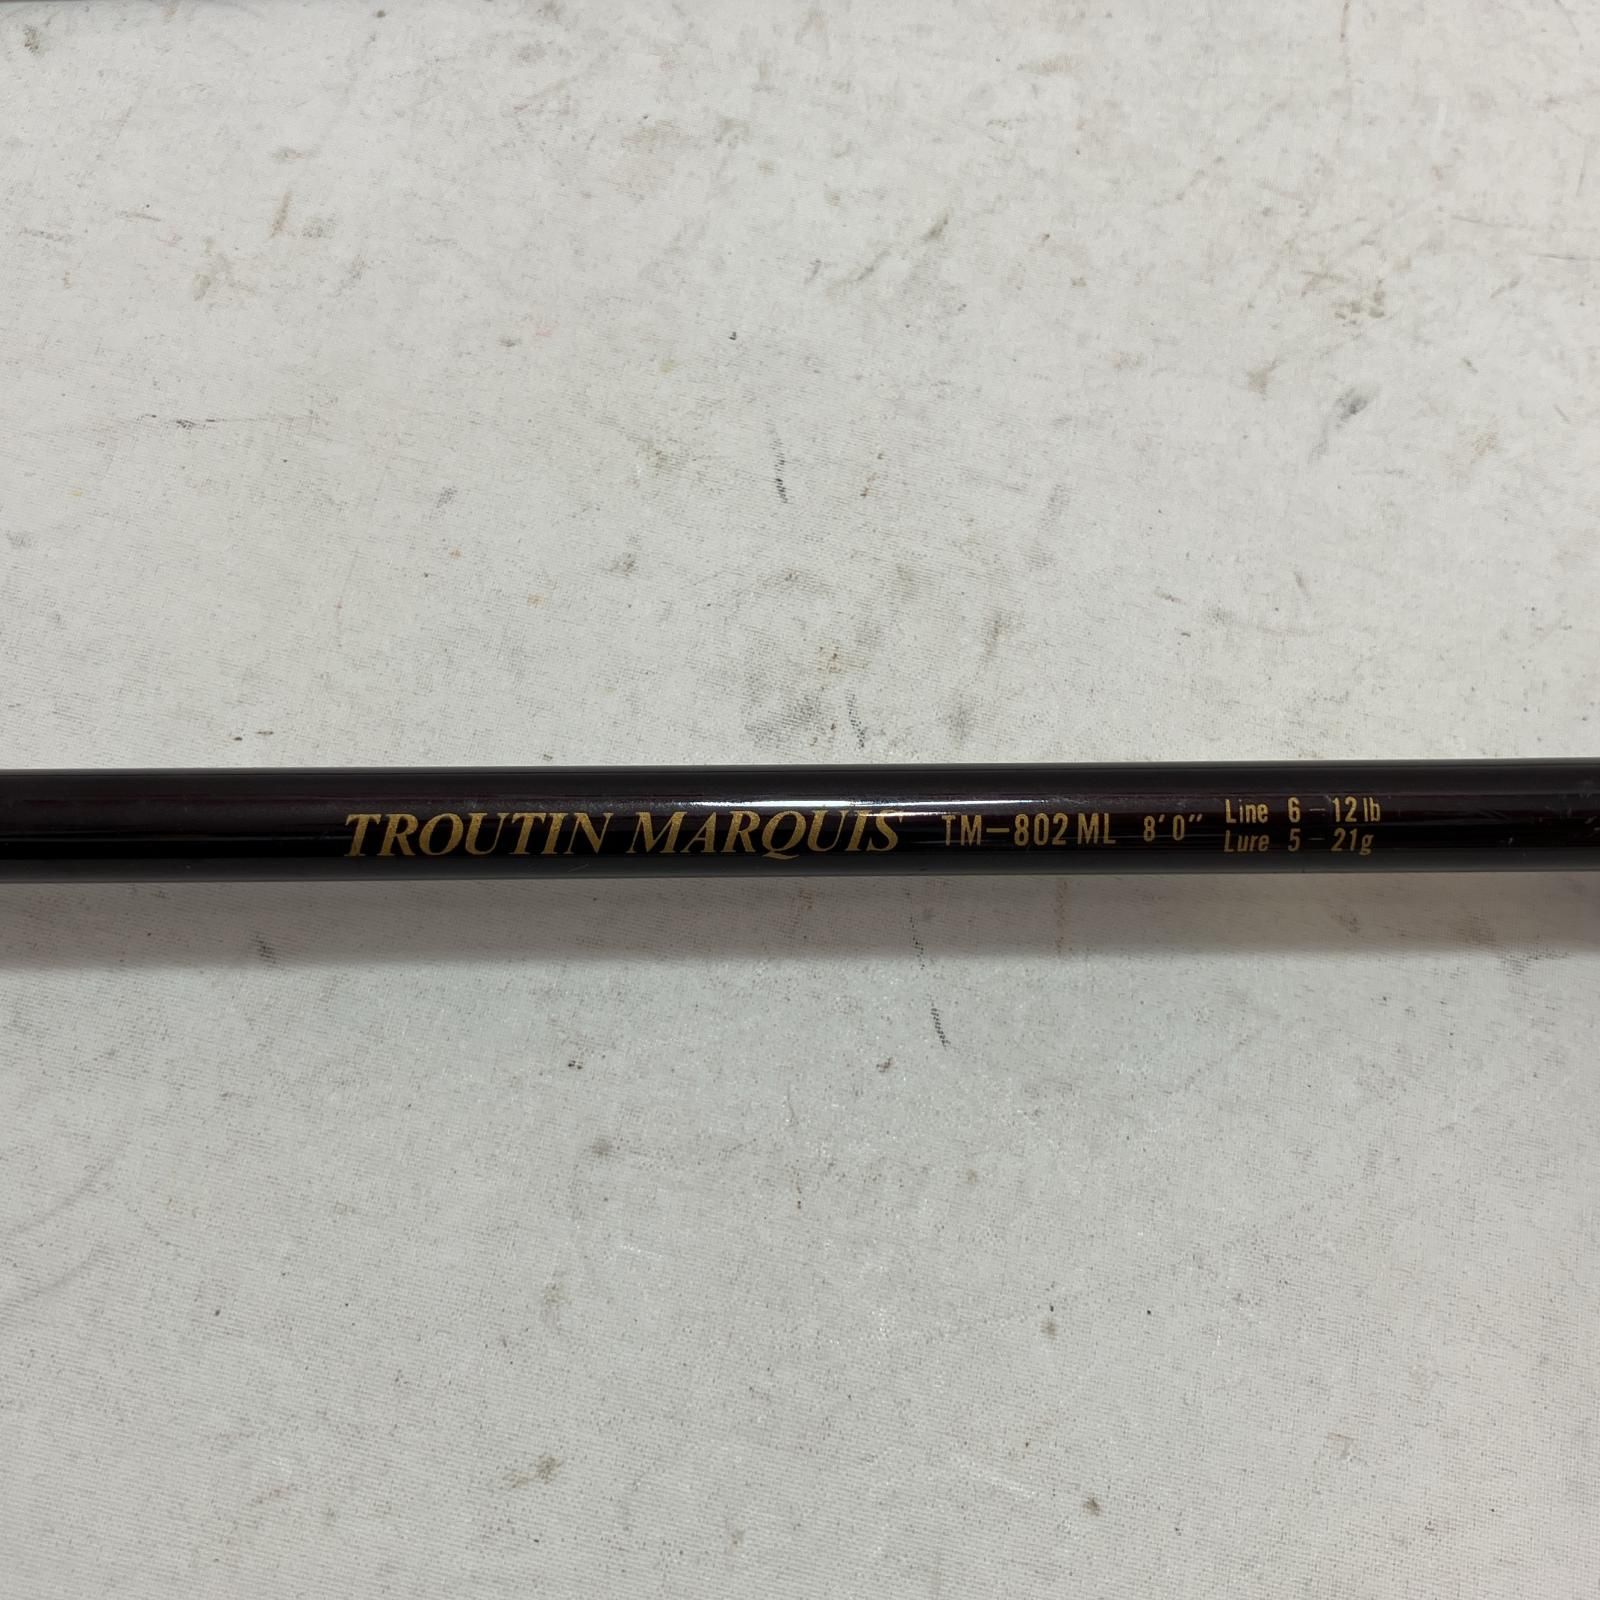 TROUTIN MARQUIS TM-802ML 8'0" Line 6-12lb
Lure 5-21g